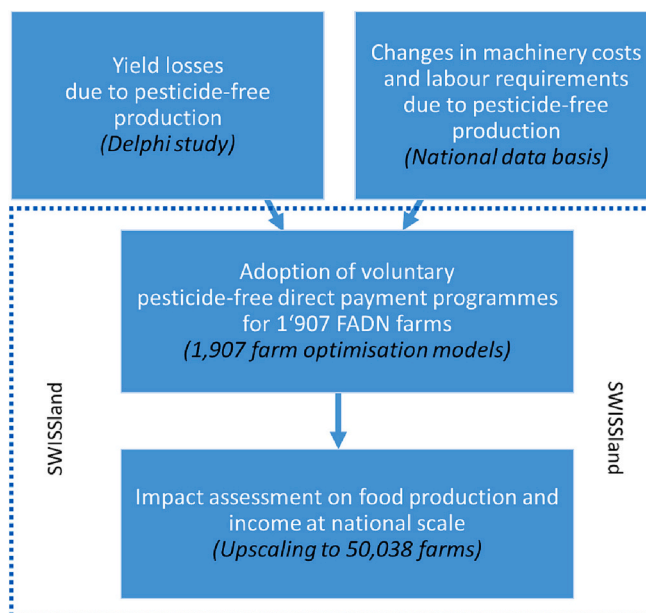 Yield losses
due to pesticide-free
production
(Delphi study)
Changes in machinery costs
and labour requirements
due to pesticide-free
production
(National data basis)
Adoption of voluntary
pesticide-free direct payment programmes
for 1'907 FADN farms
(1,907 farm optimisation models)
SWISSland
SWISSland
Impact assessment on food production and
income at national scale
(Upscaling to 50,038 farms)